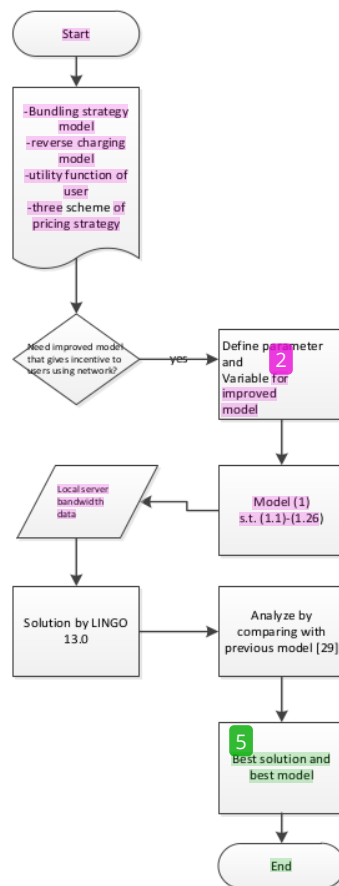 Start
-Bundling strategy
model
-reverse charging
model
-utility function of
user
-three scheme of
pricing strategy
Need improved model
that gives incentive to
users using network?
yes
Define parameter
and
2
Variable for
improved
model
Local server
bandwidth
data
Model (1)
s.t. (1.1)-(1.26)
Solution by LINGO
13.0
Analyze by
comparing with
previous model [29]
5
Best solution and
best model
End